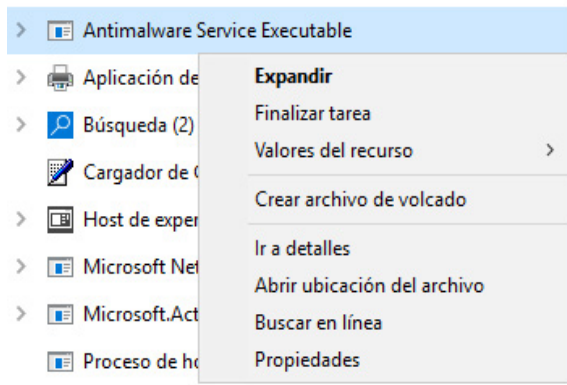 Antimalware Service Executable
Aplicación de
Búsqueda (2)
Cargador de
Host de exper
Microsoft Net
Microsoft.Act
Proceso de ho
Expandir
Finalizar tarea
Valores del recurso
Crear archivo de volcado
Ir a detalles
Abrir ubicación del archivo
Buscar en línea
Propiedades